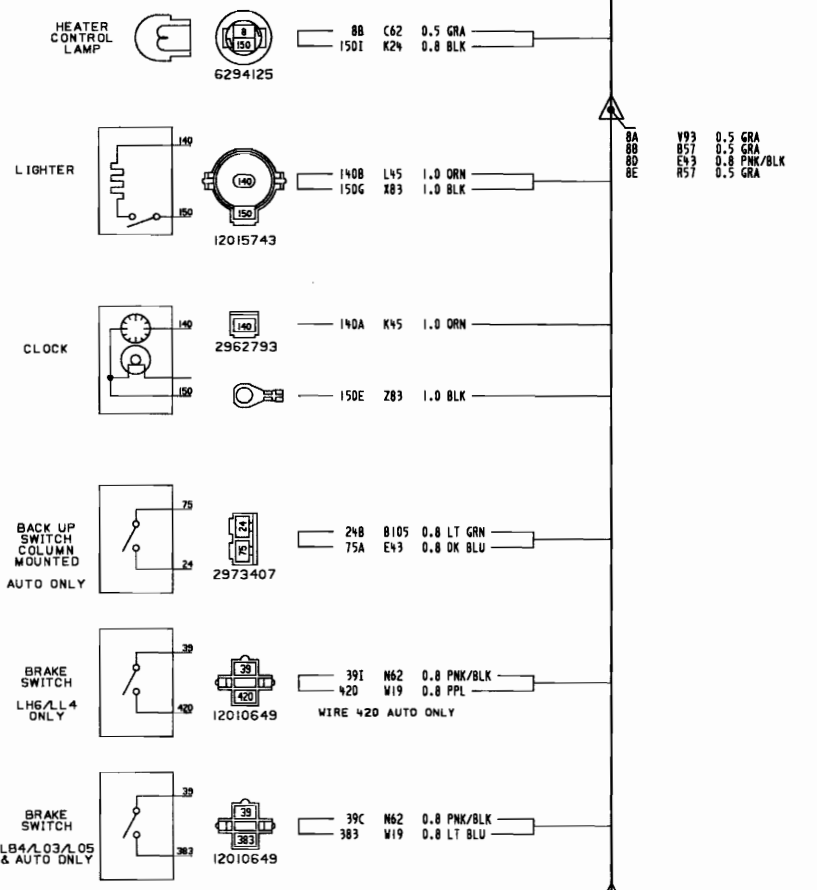 HEATER
CONTROL
LAMP
8
150
6294125
8B C62 0.5 GRA
150I K24 0.8 BLK
8A V93 0.5 GRA
8B B57 0.5 GRA
8D E43 0.8 PNK/BLK
8E R57 0.5 GRA
LIGHTER
140
150
140
150
12015743
140B L45 1.0 ORN
150G X83 1.0 BLK
CLOCK
140
150
140
2962793
140A K45 1.0 ORN
150E Z83 1.0 BLK
BACK UP
SWITCH
COLUMN
MOUNTED
AUTO ONLY
75
24
24
75
2973407
24B B105 0.8 LT GRN
75A E43 0.8 DK BLU
BRAKE
SWITCH
LH6/LL4
ONLY
39
420
39
420
12010649
39I N62 0.8 PNK/BLK
420 W19 0.8 PPL
WIRE 420 AUTO ONLY
BRAKE
SWITCH
LB4/L03/L05
& AUTO ONLY
39
383
39
383
12010649
39C N62 0.8 PNK/BLK
383 W19 0.8 LT BLU